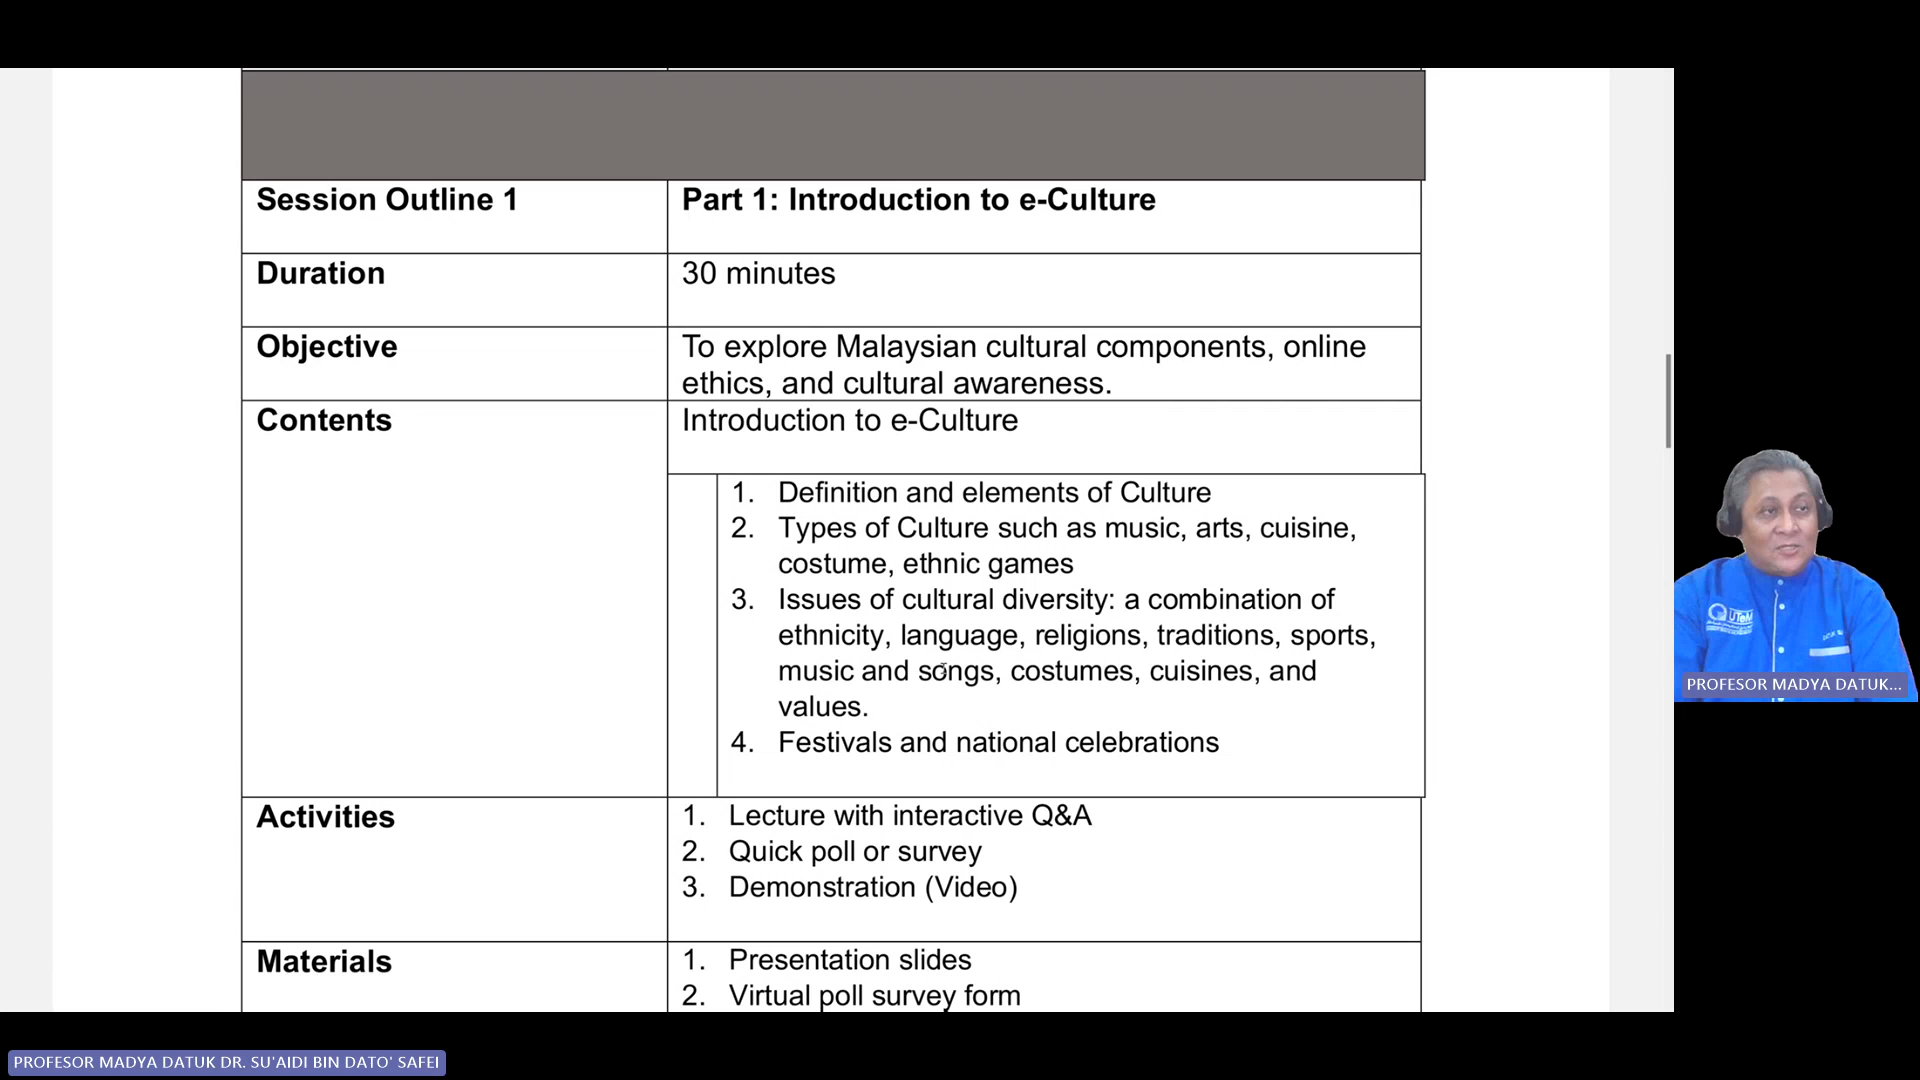 Session Outline 1
Part 1: Introduction to e-Culture
Duration
30 minutes
Objective
To explore Malaysian cultural components, online
ethics, and cultural awareness.
Contents
Introduction to e-Culture
1. Definition and elements of Culture
2. Types of Culture such as music, arts, cuisine,
costume, ethnic games
3. Issues of cultural diversity: a combination of
ethnicity, language, religions, traditions, sports,
music and songs, costumes, cuisines, and
values.
4. Festivals and national celebrations
Activities
1. Lecture with interactive Q&A
2. Quick poll or survey
3. Demonstration (Video)
Materials
1. Presentation slides
2. Virtual poll survey form
UTeM
PROFESOR MADYA DATUK...
PROFESOR MADYA DATUK DR. SU'AIDI BIN DATO' SAFEI